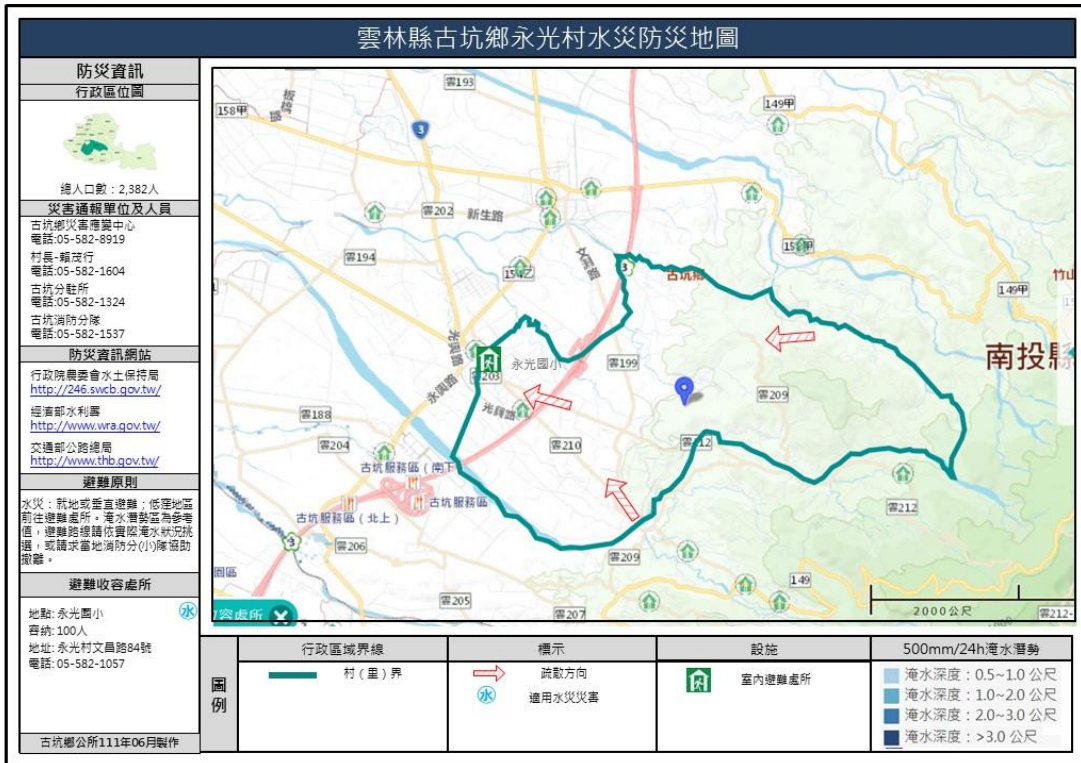 雲林縣古坑鄉永光村水災防災地圖
防災資訊
行政區位圖
總人口數：2,382人
災害通報單位及人員
古坑鄉災害應變中心
電話:05-582-8919
村長-賴茂行
電話:05-582-1604
古坑分駐所
電話:05-582-1324
古坑消防分隊
電話:05-582-1537
防災資訊網站
行政院農委會水土保持局
http://246.swcb.gov.tw/
經濟部水利署
http://www.wra.gov.tw/
交通部公路總局
http://www.thb.gov.tw/
避難原則
水災：就地或垂直避難；低窪地區
前往避難處所。淹水潛勢區為參考
值，避難路線請依實際淹水狀況挑
選，或請求當地消防分(小)隊協助
撤離。
避難收容處所
地點: 永光國小
水
容納: 100人
地址: 永光村文昌路84號
電話: 05-582-1057
古坑鄉公所111年06月製作
雲193
158甲
3
149甲
雲202
新生路
雲194
154乙
文利路
3
古坑鄉
149甲
竹山
南投縣
光興路
永光國小
雲203
雲199
永興路
光輝路
雲209
雲188
雲204
雲210
雲212
古坑服務區（南下
古坑服務區
古坑服務區（北上）
雲212
3
雲206
雲209
園區
149
雲205
雲207
容處所
2000公尺
雲212-
圖例
行政區域界線
村（里）界
標示
疏散方向
水
適用水災災害
設施
室內避難處所
500mm/24h淹水潛勢
淹水深度：0.5~1.0 公尺
淹水深度：1.0~2.0 公尺
淹水深度：2.0~3.0 公尺
淹水深度：>3.0 公尺